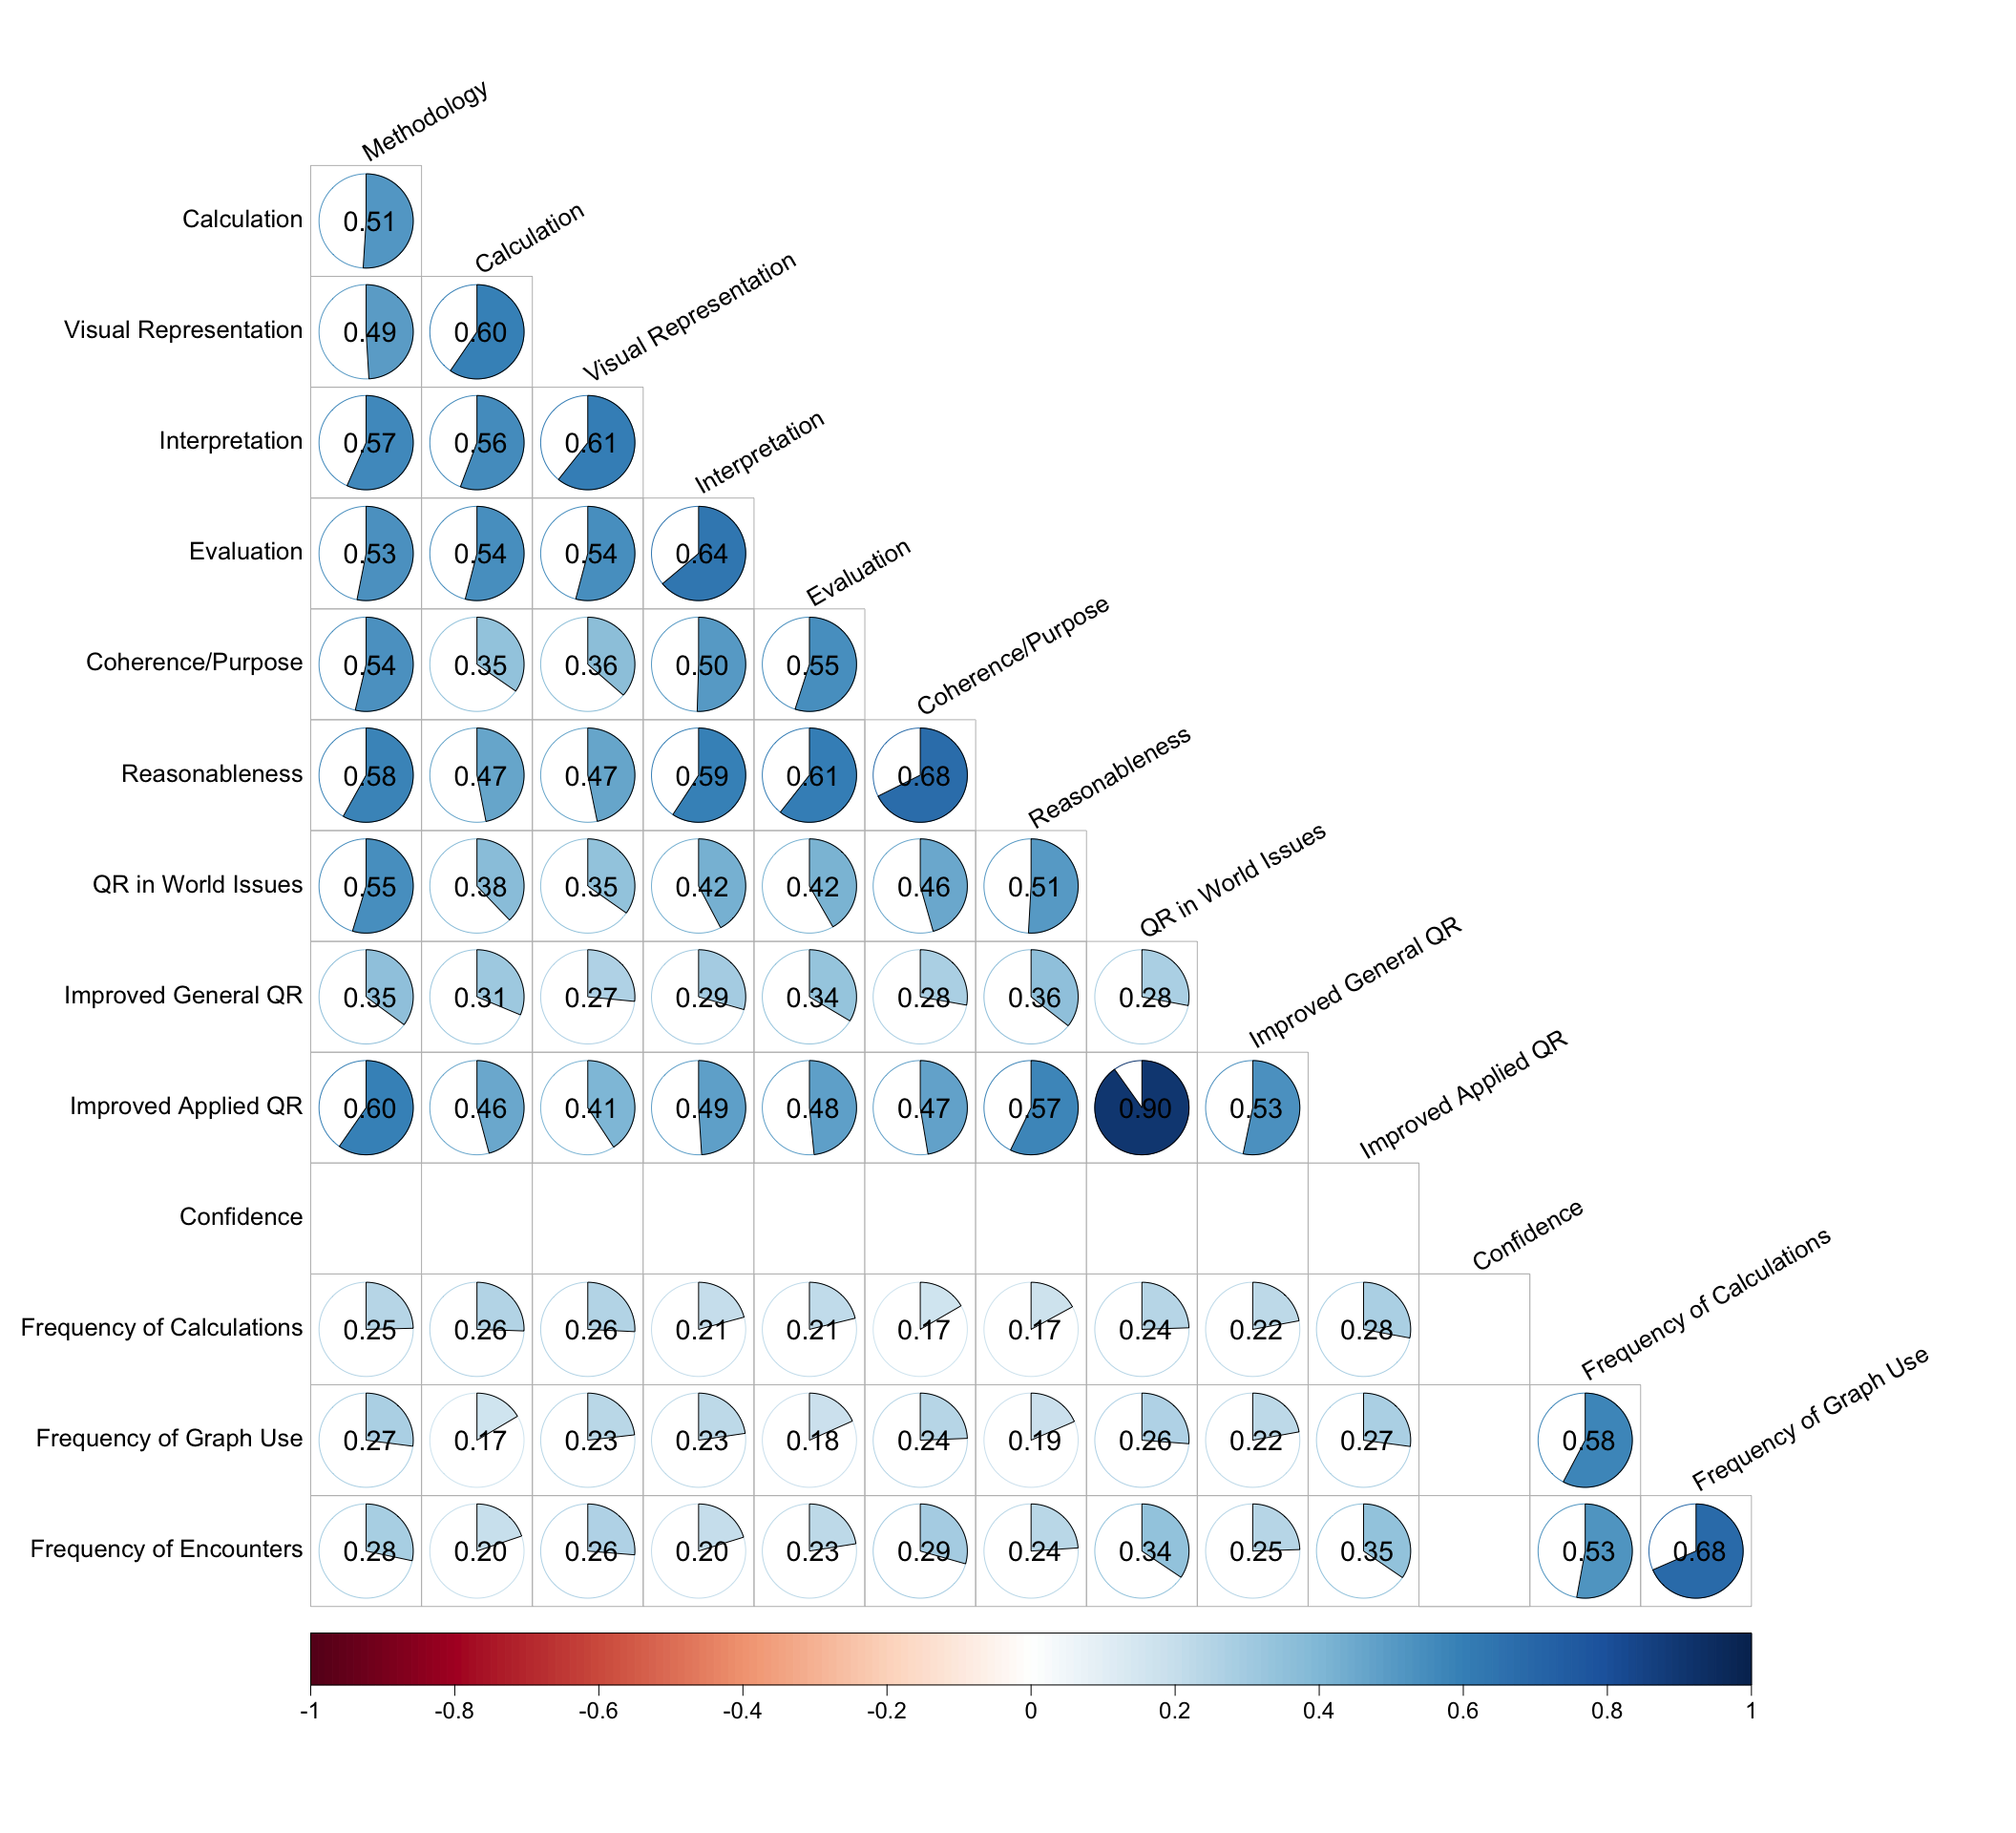 Methodology
Calculation 0.51
Calculation
Visual Representation 0.49 0.60
Visual Representation
Interpretation 0.57 0.56 0.61
Interpretation
Evaluation 0.53 0.54 0.54 0.64
Evaluation
Coherence/Purpose 0.54 0.35 0.36 0.50 0.55
Coherence/Purpose
Reasonableness 0.58 0.47 0.47 0.59 0.61 0.68
Reasonableness
QR in World Issues 0.55 0.38 0.35 0.42 0.42 0.46 0.51
QR in World Issues
Improved General QR 0.35 0.31 0.27 0.29 0.34 0.28 0.36 0.28
Improved General QR
Improved Applied QR 0.60 0.46 0.41 0.49 0.48 0.47 0.57 0.90 0.53
Improved Applied QR
Confidence
Confidence
Frequency of Calculations 0.25 0.26 0.26 0.21 0.21 0.17 0.17 0.24 0.22 0.28
Frequency of Calculations
Frequency of Graph Use 0.27 0.17 0.23 0.23 0.18 0.24 0.19 0.26 0.22 0.27 0.58
Frequency of Graph Use
Frequency of Encounters 0.28 0.20 0.26 0.20 0.23 0.29 0.24 0.34 0.25 0.35 0.53 0.68
-1 -0.8 -0.6 -0.4 -0.2 0 0.2 0.4 0.6 0.8 1